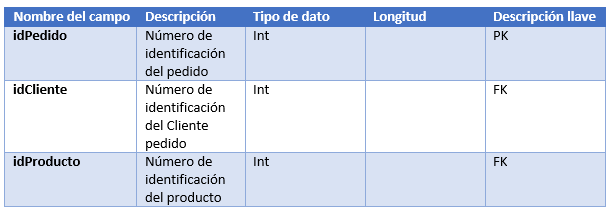 Nombre del campo Descripción Tipo de dato Longitud Descripción llave
idPedido Número de Int PK
identificación
del pedido
idCliente Número de Int FK
identificación
del Cliente
pedido
idProducto Número de Int FK
identificación
del producto